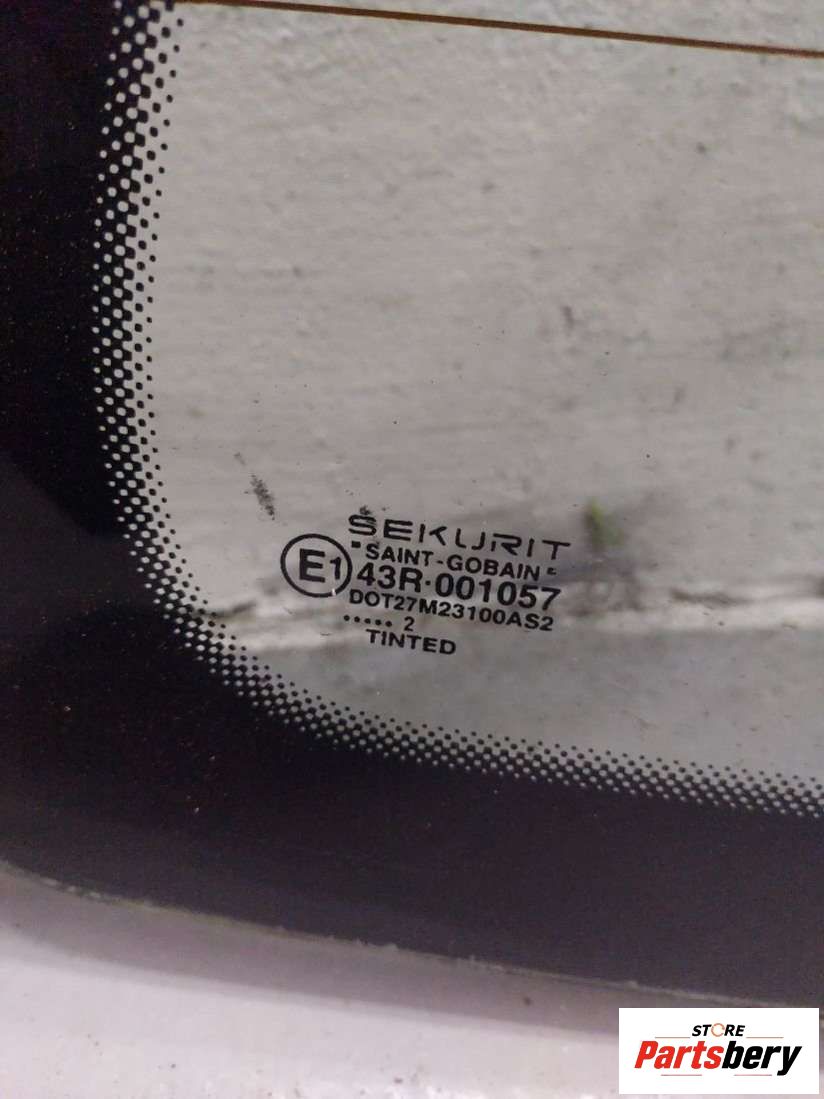 SEKURIT
"SAINT-GOBAIN"
E1 43R-001057
DOT27M23100AS2
..... 2
TINTED
STORE
Partsbery